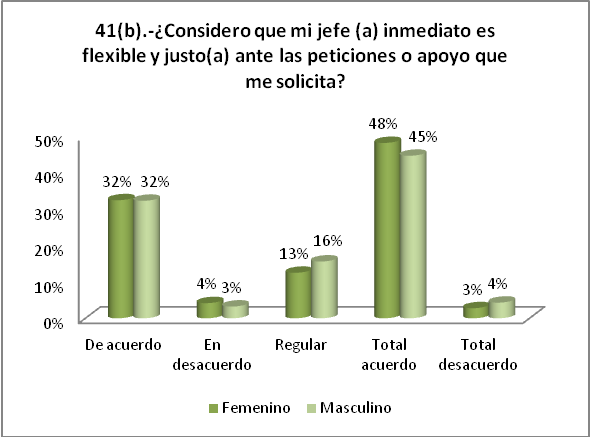 41(b).-¿Considero que mi jefe (a) inmediato es
flexible y justo(a) ante las peticiones o apoyo que
me solicita?
50%
40%
30%
20%
10%
0%
32% 32%
4% 3%
13% 16%
48% 45%
3% 4%
De acuerdo
En
desacuerdo
Regular
Total
acuerdo
Total
desacuerdo
Femenino Masculino